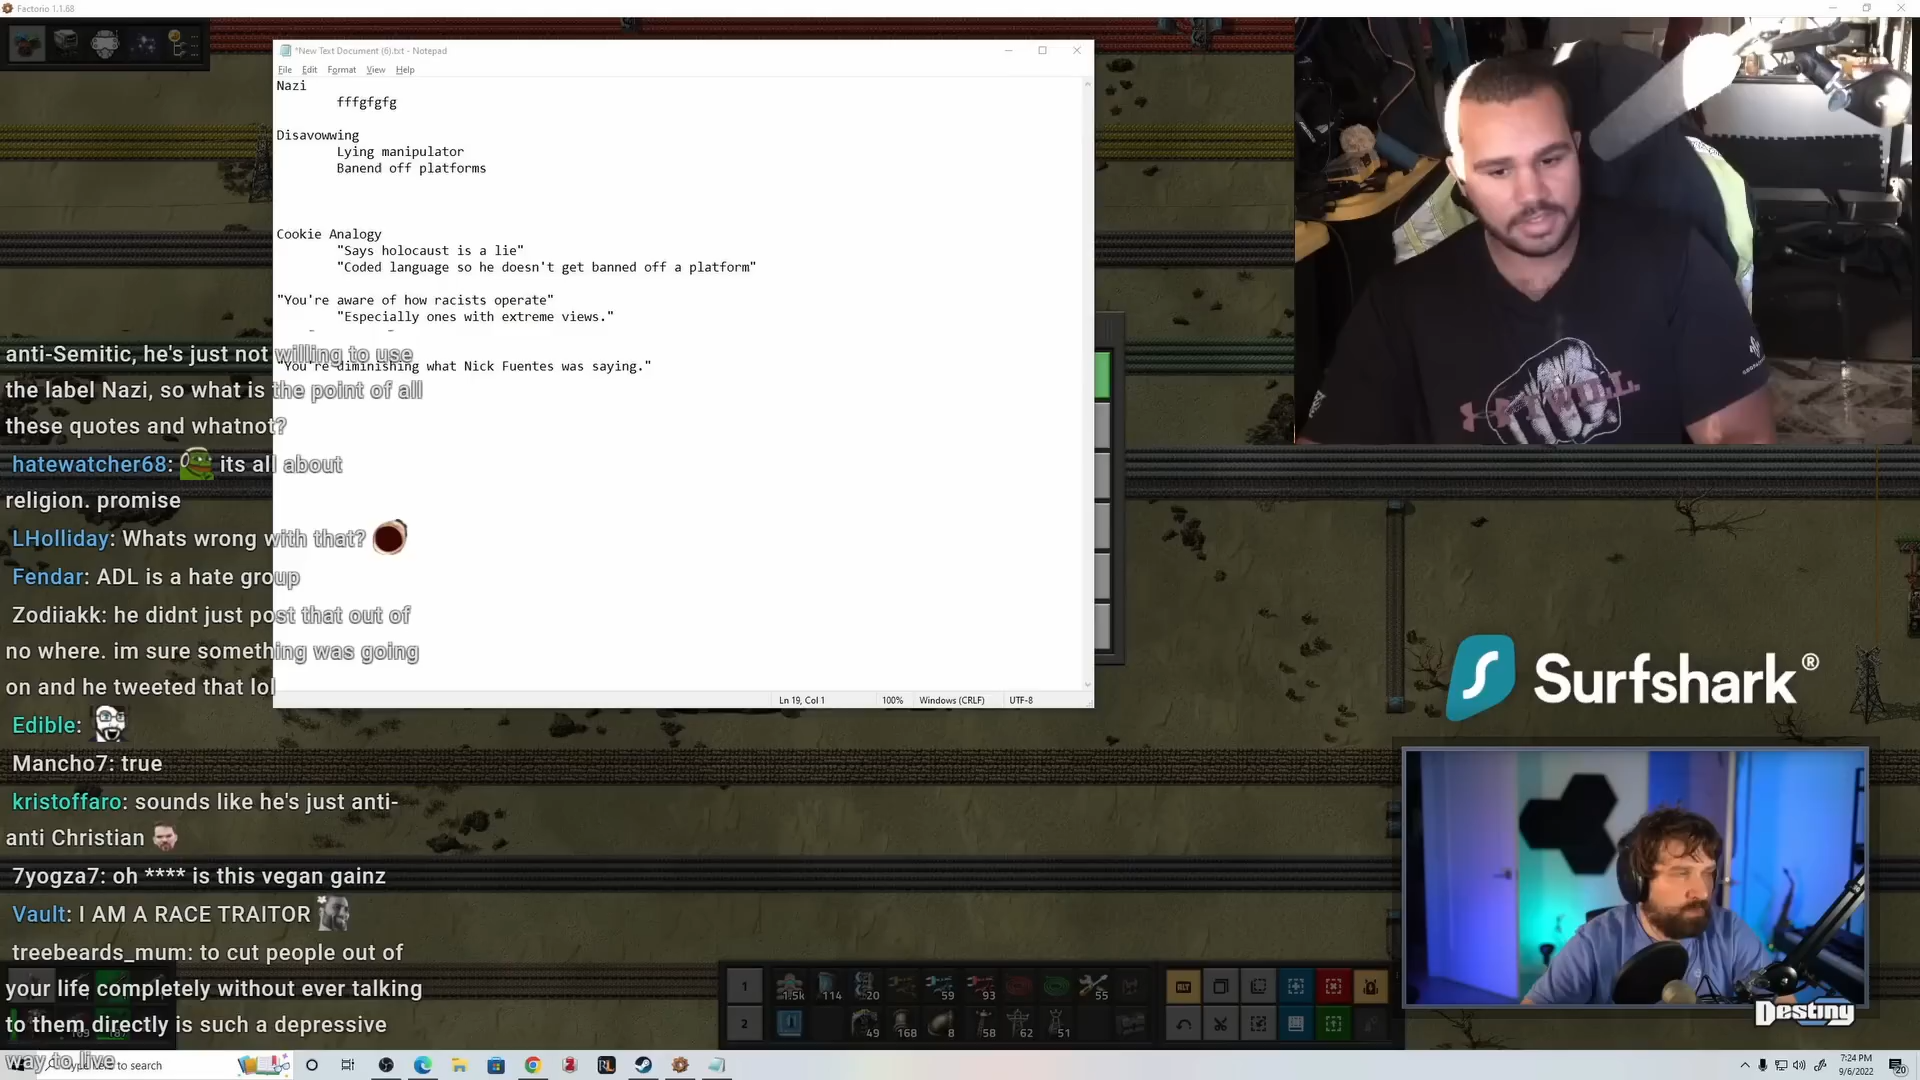 Factorio 1.1.68
*New Text Document (6).txt - Notepad
File Edit Format View Help
Nazi
fffgfgfg
Disavowwing
Lying manipulator
Banend off platforms
Cookie Analogy
"Says holocaust is a lie"
"Coded language so he doesn't get banned off a platform"
"You're aware of how racists operate"
"Especially ones with extreme views."
"You're diminishing what Nick Fuentes was saying."
Ln 19, Col 1 100% Windows (CRLF) UTF-8
anti-Semitic, he's just not willing to use
the label Nazi, so what is the point of all
these quotes and whatnot?
hatewatcher68: its all about
religion. promise
LHolliday: Whats wrong with that?
Fendar: ADL is a hate group
Zodiiakk: he didnt just post that out of
no where. im sure something was going
on and he tweeted that lol
Edible:
Mancho7: true
kristoffaro: sounds like he's just anti-
anti Christian
7yogza7: oh **** is this vegan gainz
Vault: I AM A RACE TRAITOR
treebeards_mum: to cut people out of
your life completely without ever talking
to them directly is such a depressive
way to live
Surfshark®
Destiny
1 1.5k 114 20 59 93 55
2 49 168 8 58 62 51
ALT
here to search
7:24 PM
9/6/2022
20